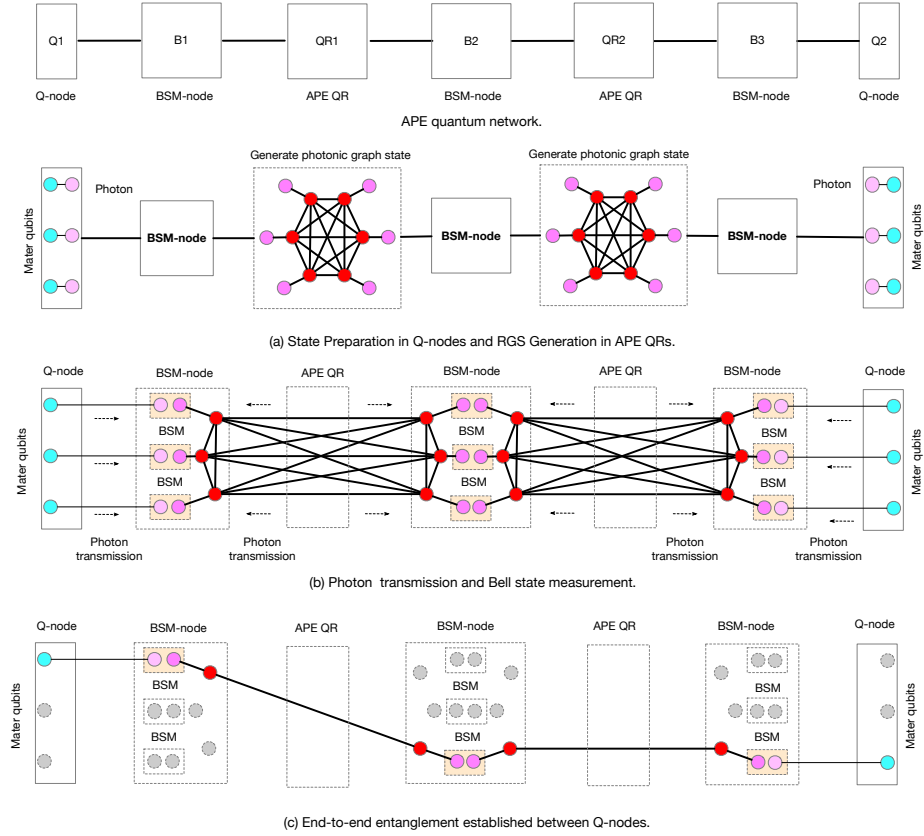 Q1 B1 QR1 B2 QR2 B3 Q2
Q-node BSM-node APE QR BSM-node APE QR BSM-node Q-node
APE quantum network.
Generate photonic graph state Generate photonic graph state
Photon Photon
Mater qubits BSM-node BSM-node BSM-node Mater qubits
(a) State Preparation in Q-nodes and RGS Generation in APE QRs.
Q-node BSM-node APE QR BSM-node APE QR BSM-node Q-node
BSM BSM BSM
Mater qubits Mater qubits
BSM BSM BSM
Photon transmission Photon transmission Photon transmission Photon transmission
(b) Photon transmission and Bell state measurement.
Q-node BSM-node APE QR BSM-node APE QR BSM-node Q-node
BSM BSM BSM
Mater qubits Mater qubits
BSM BSM BSM
(c) End-to-end entanglement established between Q-nodes.